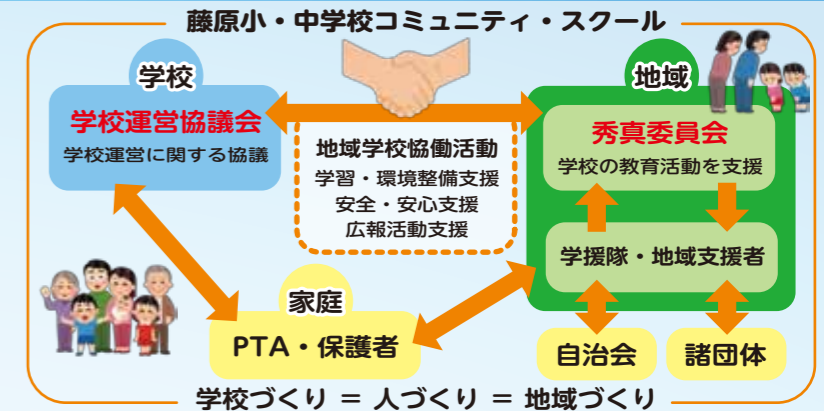 藤原小・中学校コミュニティ・スクール
学校
学校運営協議会
学校運営に関する協議
地域学校協働活動
学習・環境整備支援
安全・安心支援
広報活動支援
地域
秀真委員会
学校の教育活動を支援
学援隊・地域支援者
家庭
PTA・保護者
自治会
諸団体
学校づくり = 人づくり = 地域づくり